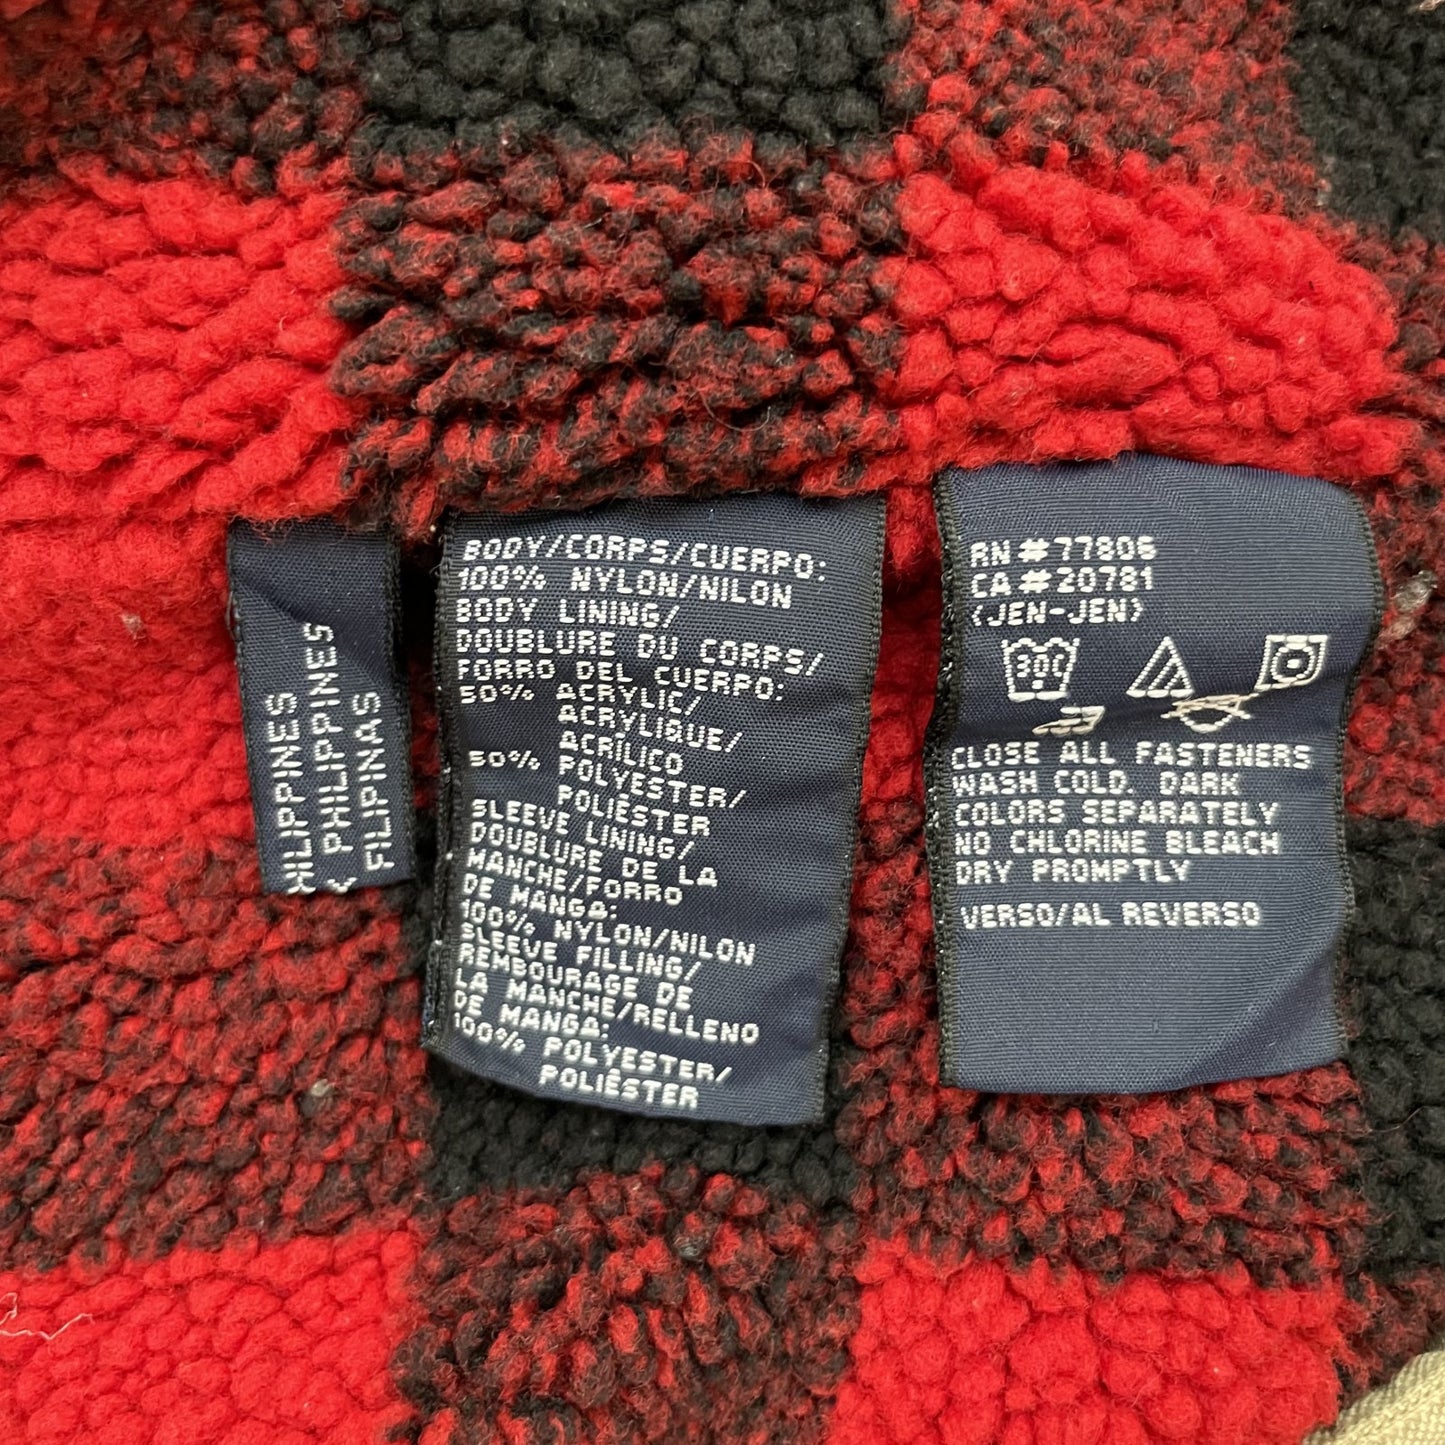 PHILIPPINES
PHILIPPINES
FILIPINAS
BODY/CORPS/CUERPO:
100% NYLON/NILON
BODY LINING/
DOUBLURE DU CORPS/
FORRO DEL CUERPO:
50% ACRYLIC/
ACRYLIQUE/
ACRÍLICO
50% POLYESTER/
POLIÉSTER
SLEEVE LINING/
DOUBLURE DE LA
MANCHE/FORRO
DE MANGA:
100% NYLON/NILON
SLEEVE FILLING/
REMBOURAGE DE
LA MANCHE/RELLENO
DE MANGA:
100% POLYESTER/
POLIÉSTER
RN #77806
CA #20781
(JEN-JEN)
30C
CLOSE ALL FASTENERS
WASH COLD, DARK
COLORS SEPARATELY
NO CHLORINE BLEACH
DRY PROMPTLY
VERSO/AL REVERSO